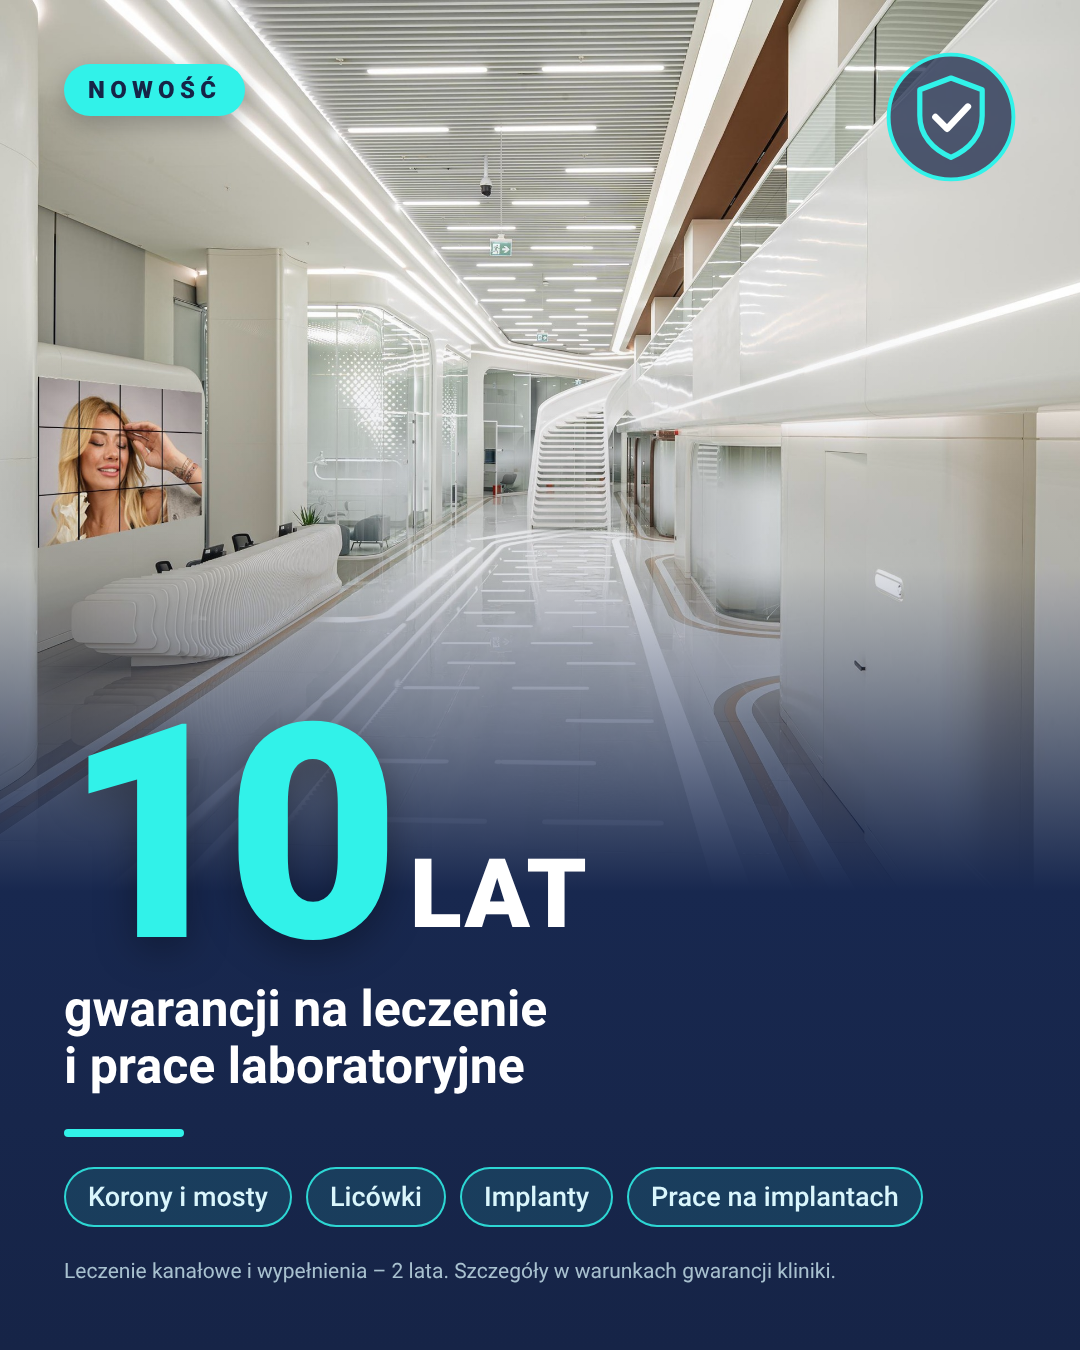 NOWOŚĆ
10 LAT
gwarancji na leczenie
i prace laboratoryjne
Korony i mosty
Licówki
Implanty
Prace na implantach
Leczenie kanałowe i wypełnienia – 2 lata. Szczegóły w warunkach gwarancji kliniki.